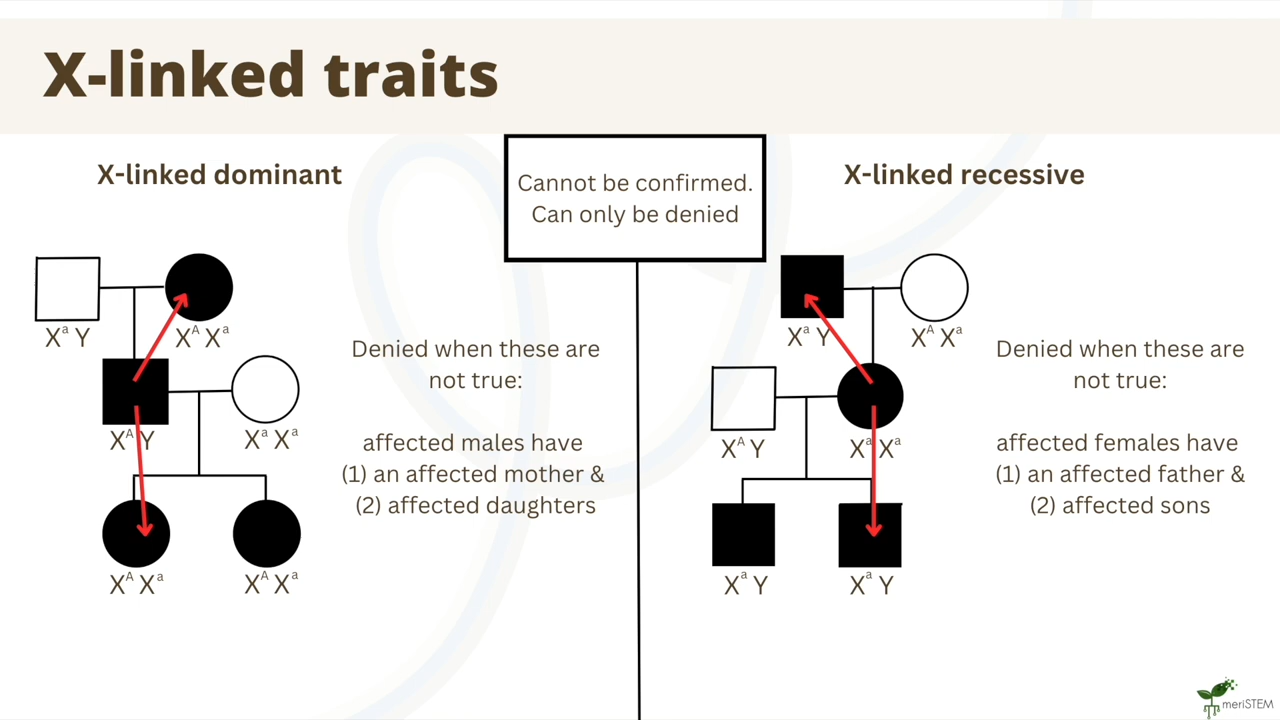 X-linked traits
X-linked dominant
Cannot be confirmed.
Can only be denied
X-linked recessive
Xᵃ Y
Xᴬ Xᵃ
Xᴬ Y
Xᵃ Xᵃ
Xᴬ Xᵃ
Xᴬ Xᵃ
Denied when these are
not true:
affected males have
(1) an affected mother &
(2) affected daughters
Xᵃ Y
Xᴬ Xᵃ
Xᴬ Y
Xᵃ Xᵃ
Xᵃ Y
Xᵃ Y
Denied when these are
not true:
affected females have
(1) an affected father &
(2) affected sons
meriSTEM